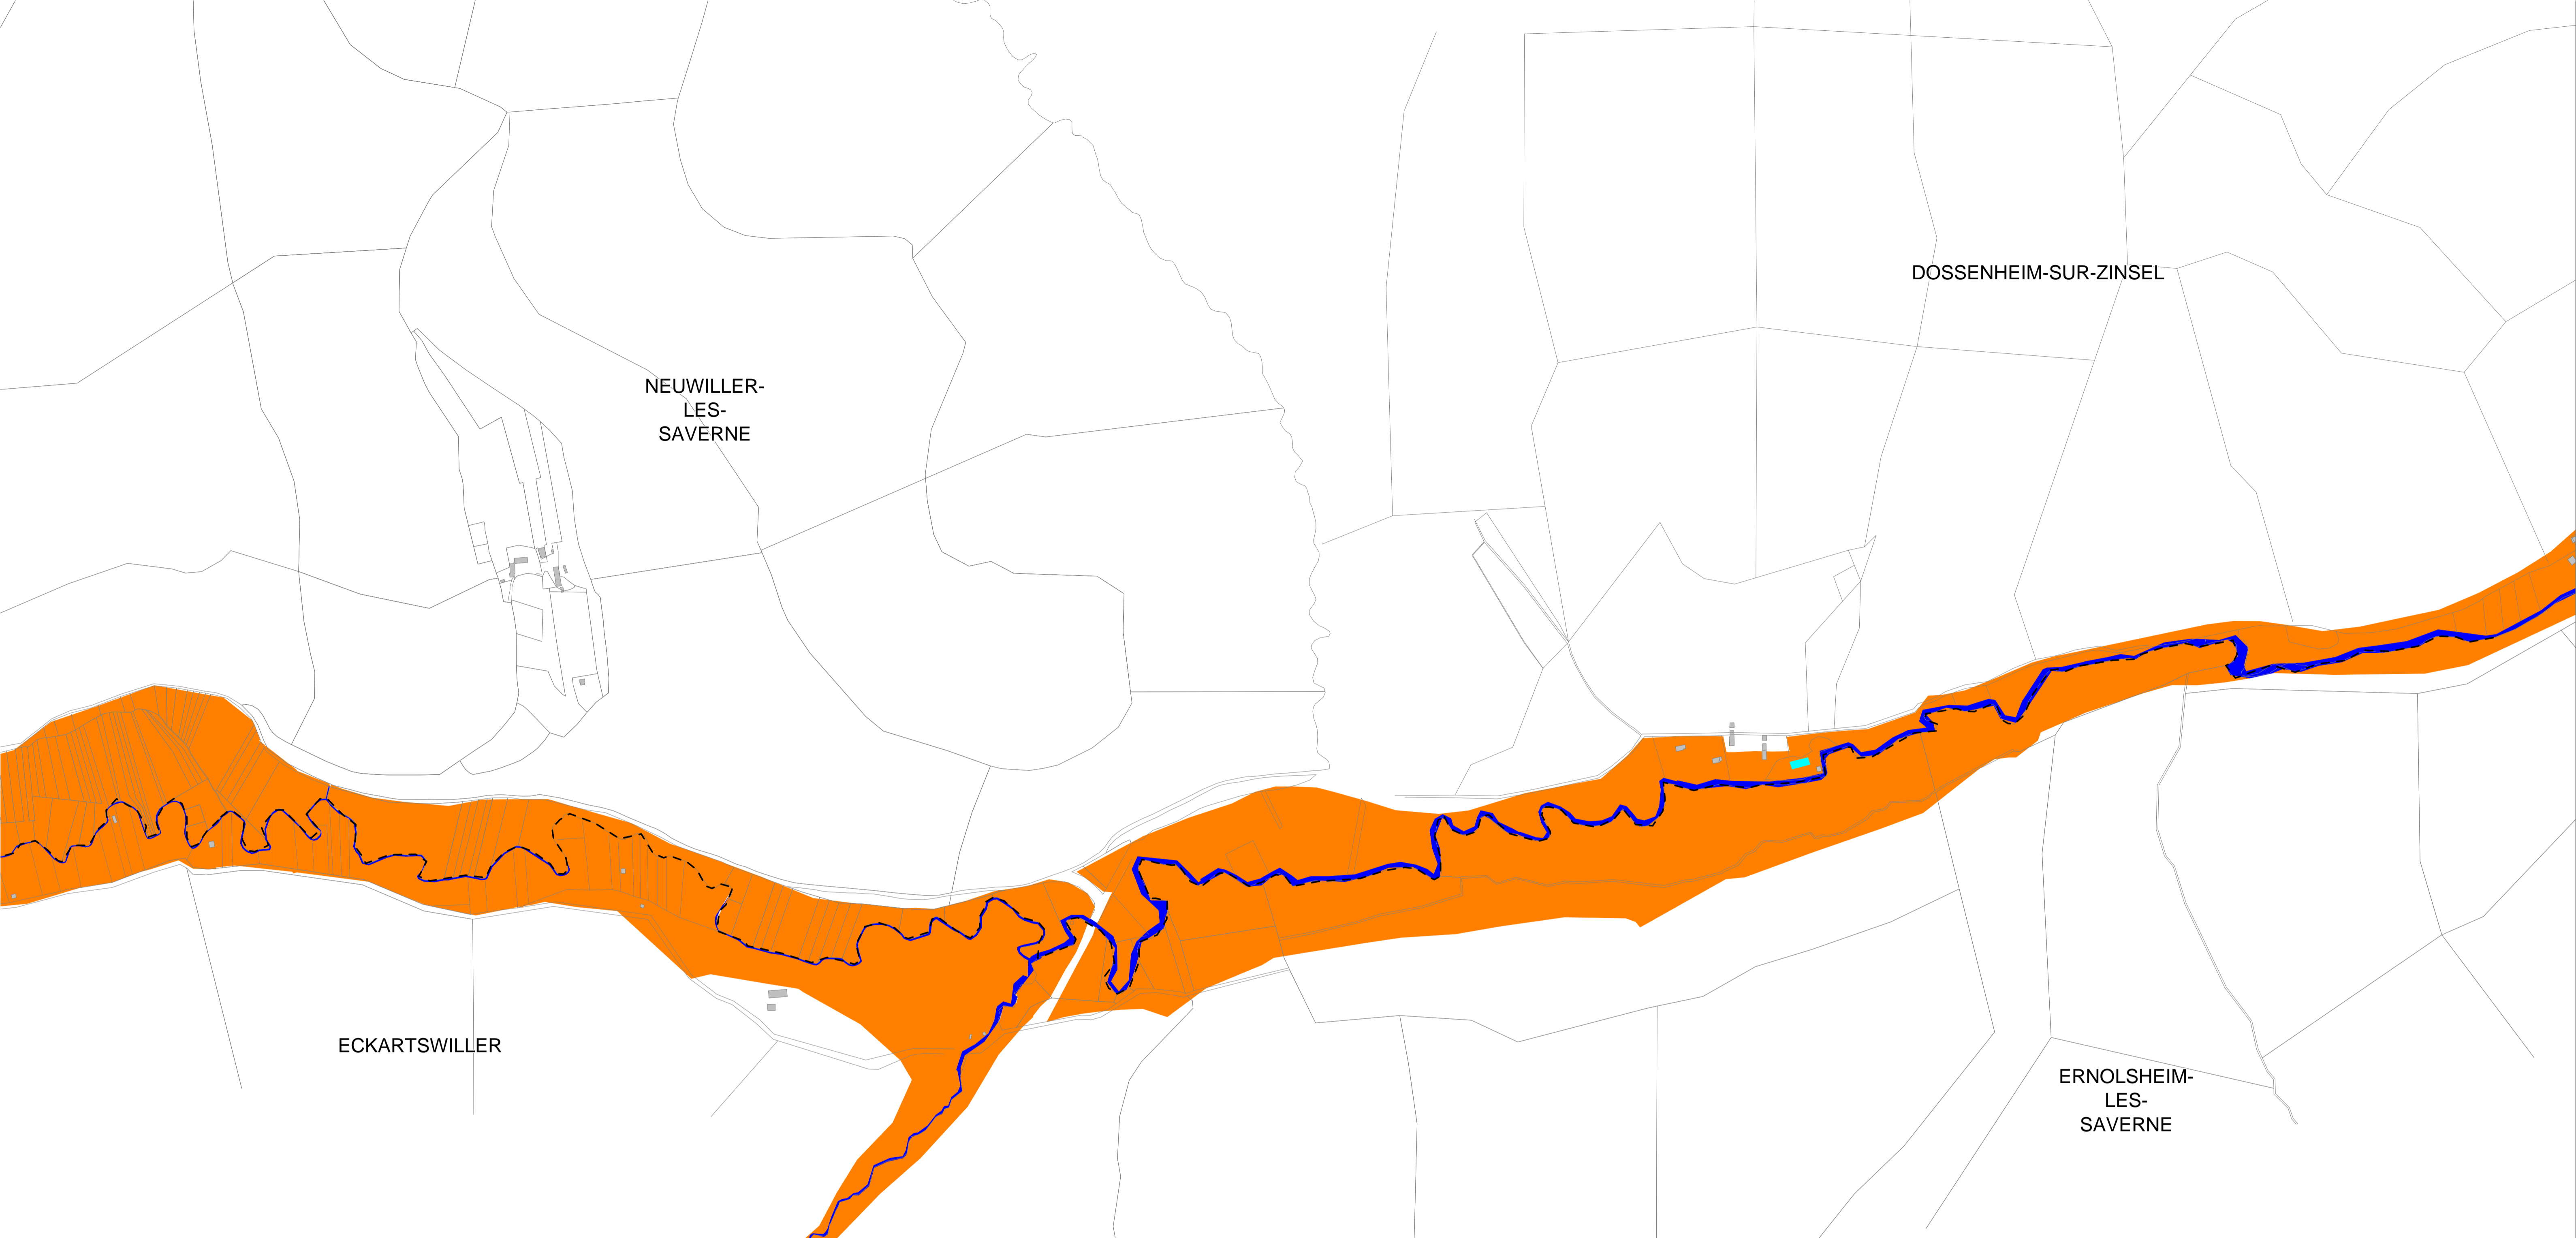 DOSSENHEIM-SUR-ZINSEL
NEUWILLER-
LES-
SAVERNE
ECKARTSWILLER
ERNOLSHEIM-
LES-
SAVERNE